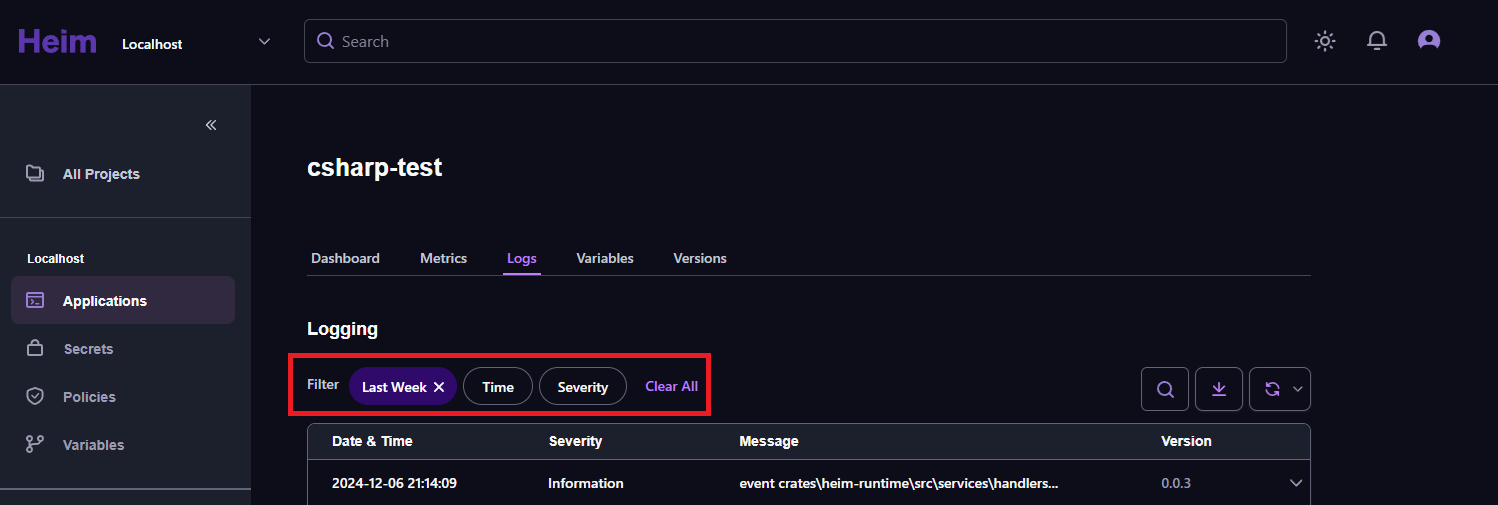 Heim
Localhost
Search
All Projects
Localhost
Applications
Secrets
Policies
Variables
csharp-test
Dashboard Metrics Logs Variables Versions
Logging
Filter Last Week Time Severity Clear All
Date & Time Severity Message Version
2024-12-06 21:14:09 Information event crates\heim-runtime\src\services\handlers... 0.0.3